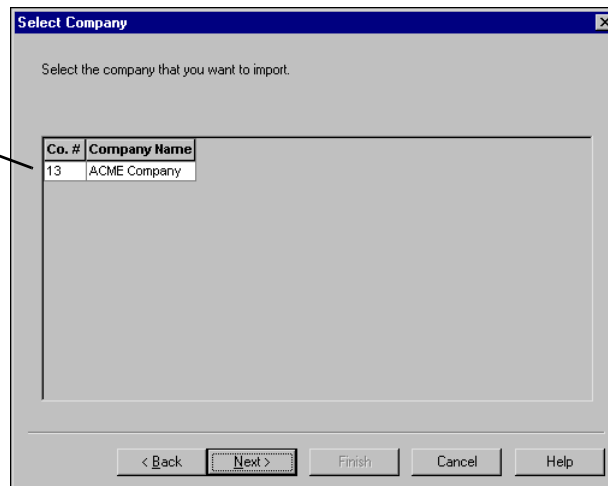 Select Company
Select the company that you want to import.
Co. # Company Name
13 ACME Company
< Back Next > Finish Cancel Help